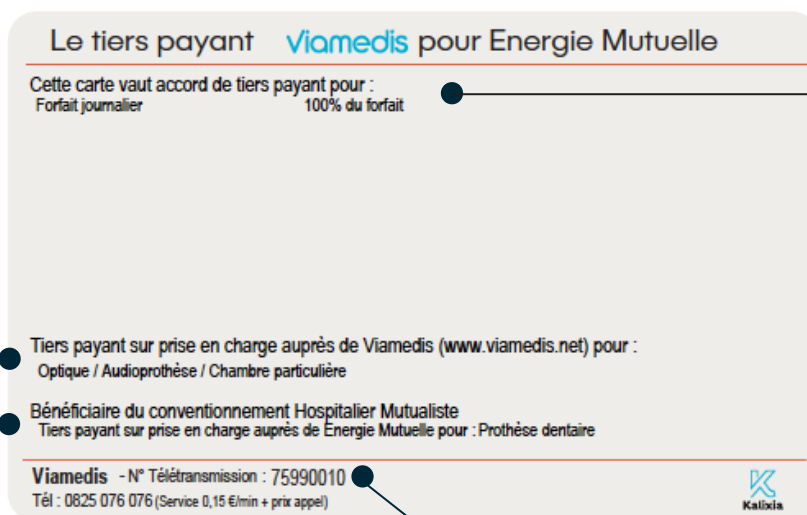 Le tiers payant Viamedis pour Energie Mutuelle
Cette carte vaut accord de tiers payant pour :
Forfait journalier 100% du forfait
Tiers payant sur prise en charge auprès de Viamedis (www.viamedis.net) pour :
Optique / Audioprothèse / Chambre particulière
Bénéficiaire du conventionnement Hospitalier Mutualiste
Tiers payant sur prise en charge auprès de Energie Mutuelle pour : Prothèse dentaire
Viamedis - N° Télétransmission : 75990010
Tél : 0825 076 076 (Service 0,15 €/min + prix appel)
Kalixia